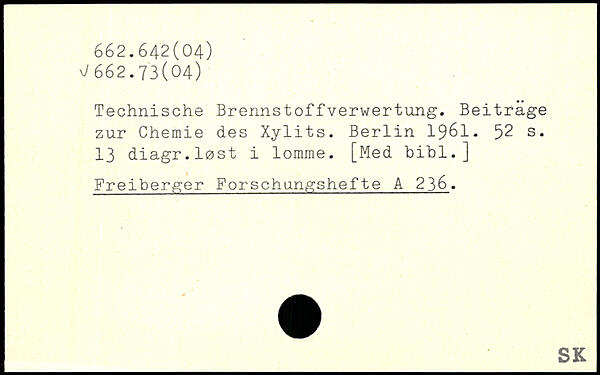 662.642(04)
√662.73(04)
Technische Brennstoffverwertung. Beiträge
zur Chemie des Xylits. Berlin 1961. 52 s.
13 diagr.løst i lomme. [Med bibl.]
Freiberger Forschungshefte A 236.
SK